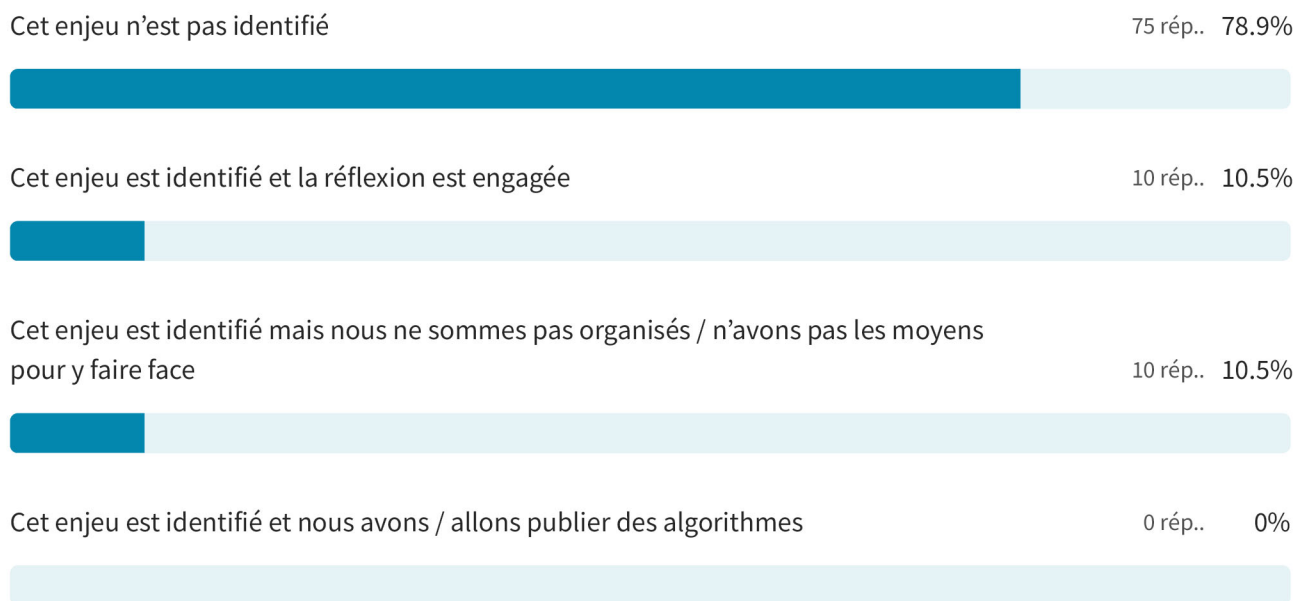 Cet enjeu n’est pas identifié 75 rép.. 78.9%
Cet enjeu est identifié et la réflexion est engagée 10 rép.. 10.5%
Cet enjeu est identifié mais nous ne sommes pas organisés / n’avons pas les moyens
pour y faire face 10 rép.. 10.5%
Cet enjeu est identifié et nous avons / allons publier des algorithmes 0 rép.. 0%